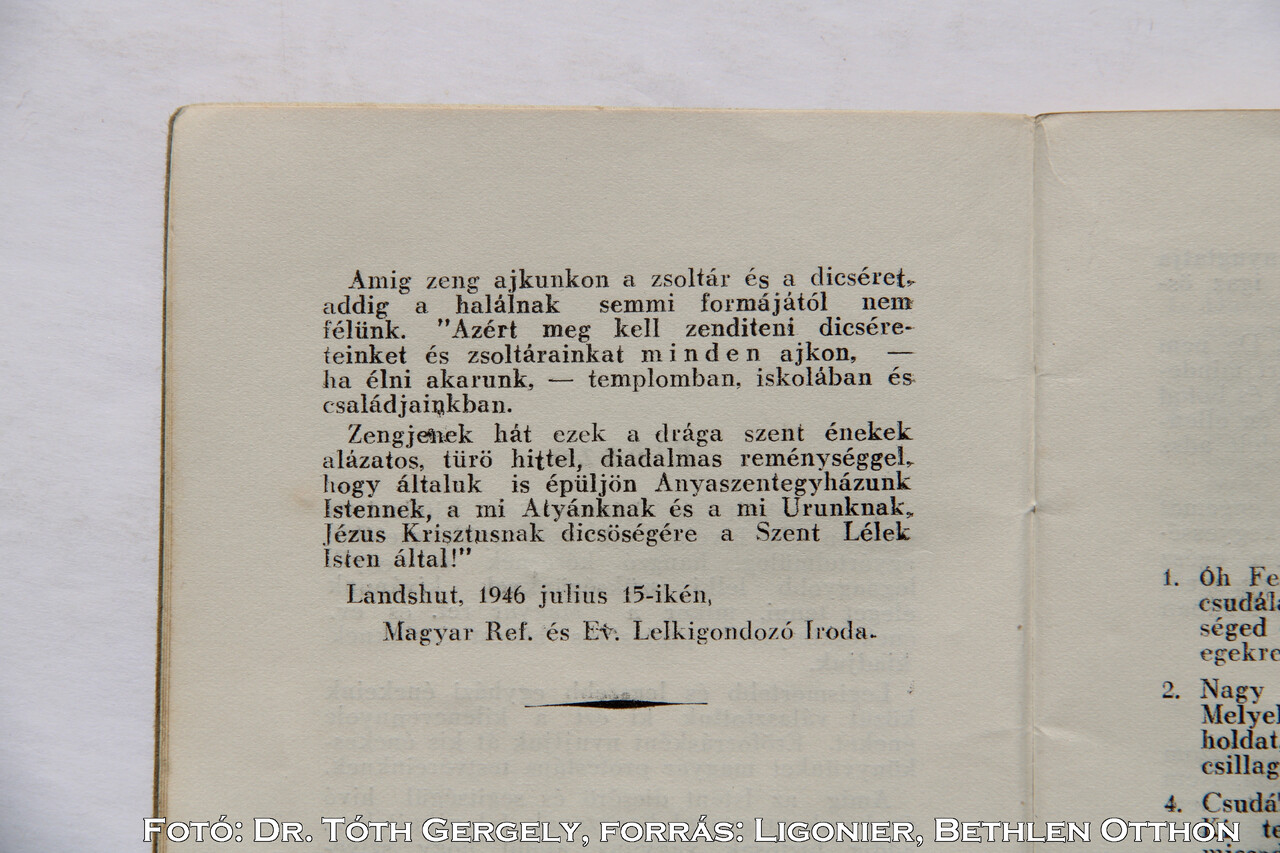 Amig zeng ajkunkon a zsoltár és a dicséret,
addig a halálnak semmi formájától nem
félünk. "Azért meg kell zenditeni dicsére-
teinket és zsoltárainkat minden ajkon, —
ha élni akarunk, — templomban, iskolában és
családjainkban.
Zengjenek hát ezek a drága szent énekek
alázatos, türö hittel, diadalmas reménységgel,
hogy általuk is épüljön Anyaszentegyházunk
Istennek, a mi Atyánknak és a mi Urunknak,
Jézus Krisztusnak dicsöségére a Szent Lélek
Isten által!"
Landshut, 1946 julius 15-ikén,
Magyar Ref. és Ev. Lelkigondozó Iroda.
1. Óh Fe
csudála
séged
egekre
2. Nagy
Melyel
holdat,
csillag
4. Csudá
Fotó: Dr. Tóth Gergely, forrás: Ligonier, Bethlen Otthon